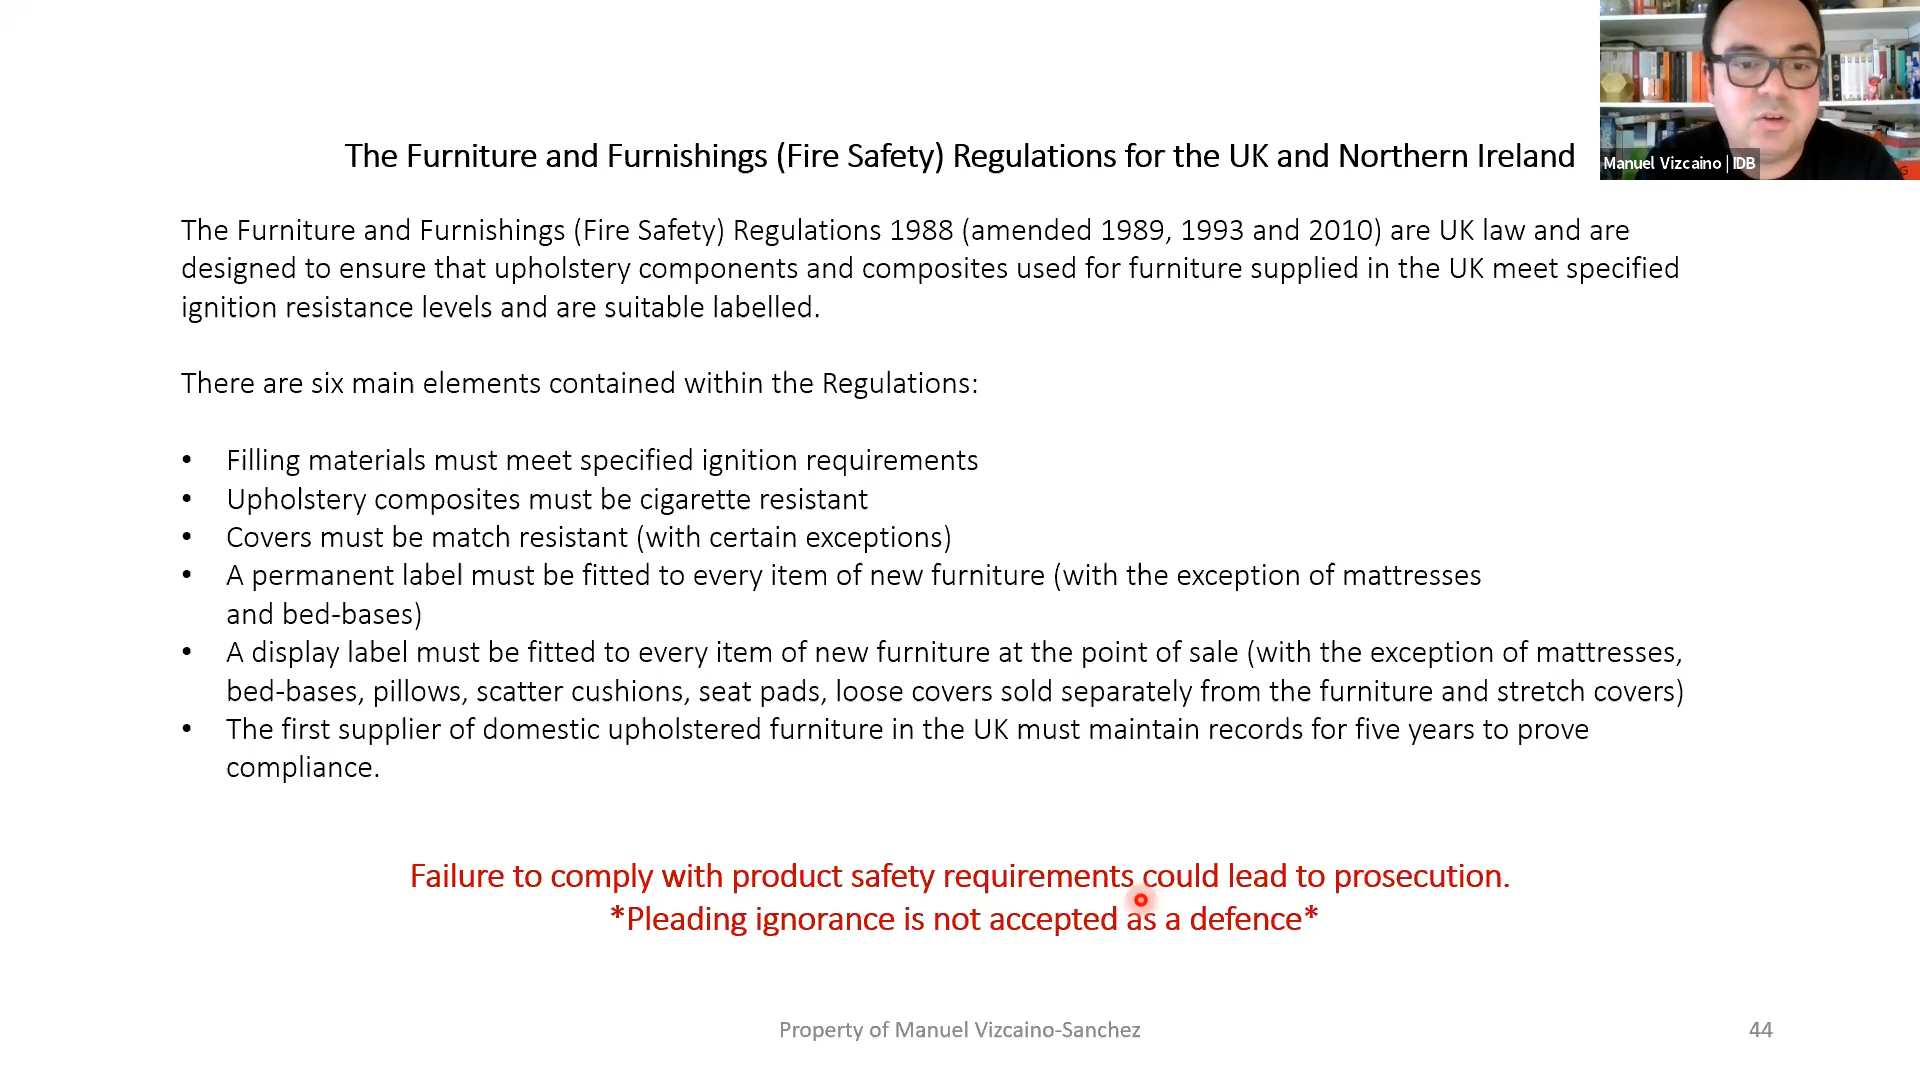 The Furniture and Furnishings (Fire Safety) Regulations for the UK and Northern Ireland
Manuel Vizcaino | IDB
The Furniture and Furnishings (Fire Safety) Regulations 1988 (amended 1989, 1993 and 2010) are UK law and are
designed to ensure that upholstery components and composites used for furniture supplied in the UK meet specified
ignition resistance levels and are suitable labelled.
There are six main elements contained within the Regulations:
• Filling materials must meet specified ignition requirements
• Upholstery composites must be cigarette resistant
• Covers must be match resistant (with certain exceptions)
• A permanent label must be fitted to every item of new furniture (with the exception of mattresses
and bed-bases)
• A display label must be fitted to every item of new furniture at the point of sale (with the exception of mattresses,
bed-bases, pillows, scatter cushions, seat pads, loose covers sold separately from the furniture and stretch covers)
• The first supplier of domestic upholstered furniture in the UK must maintain records for five years to prove
compliance.
Failure to comply with product safety requirements could lead to prosecution.
*Pleading ignorance is not accepted as a defence*
Property of Manuel Vizcaino-Sanchez
44